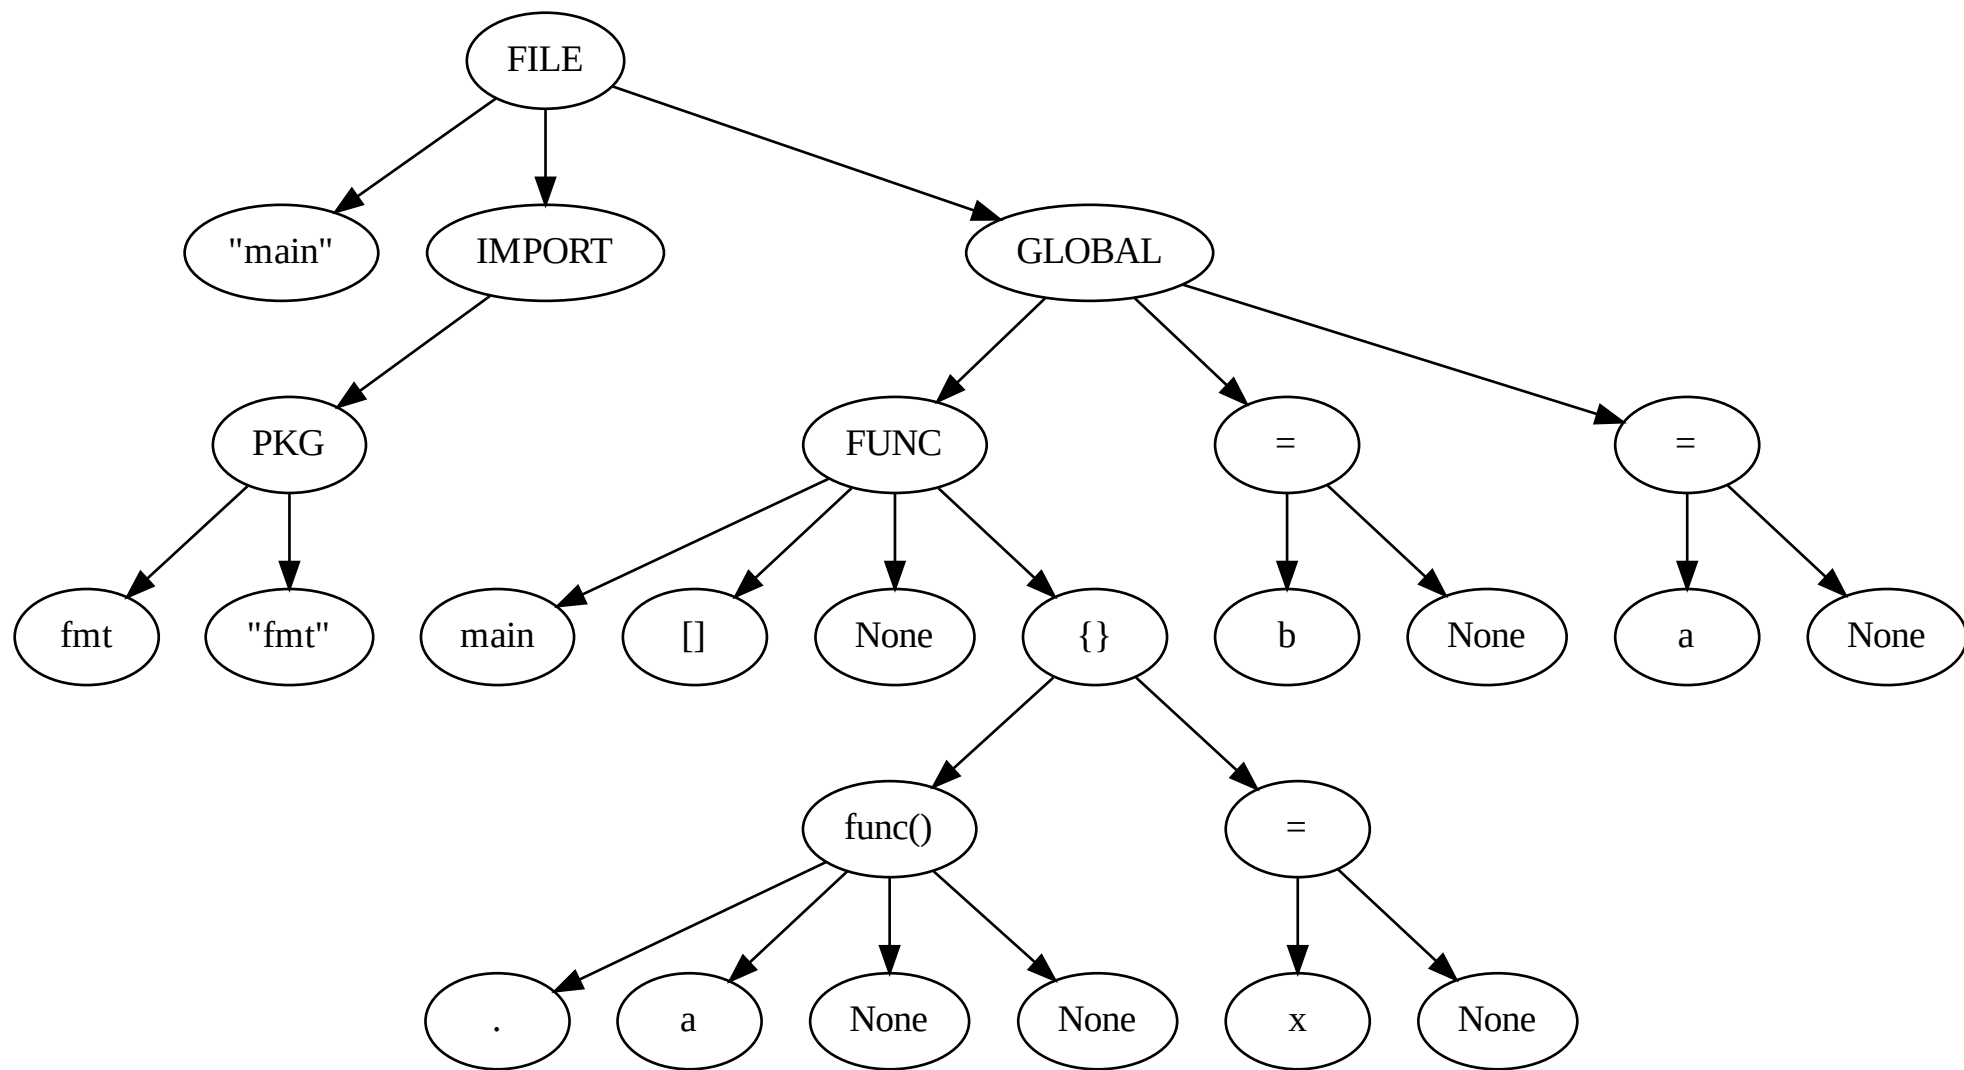 FILE
"main" IMPORT GLOBAL
PKG FUNC = =
fmt "fmt" main [] None {} b None a None
func() =
. a None None x None